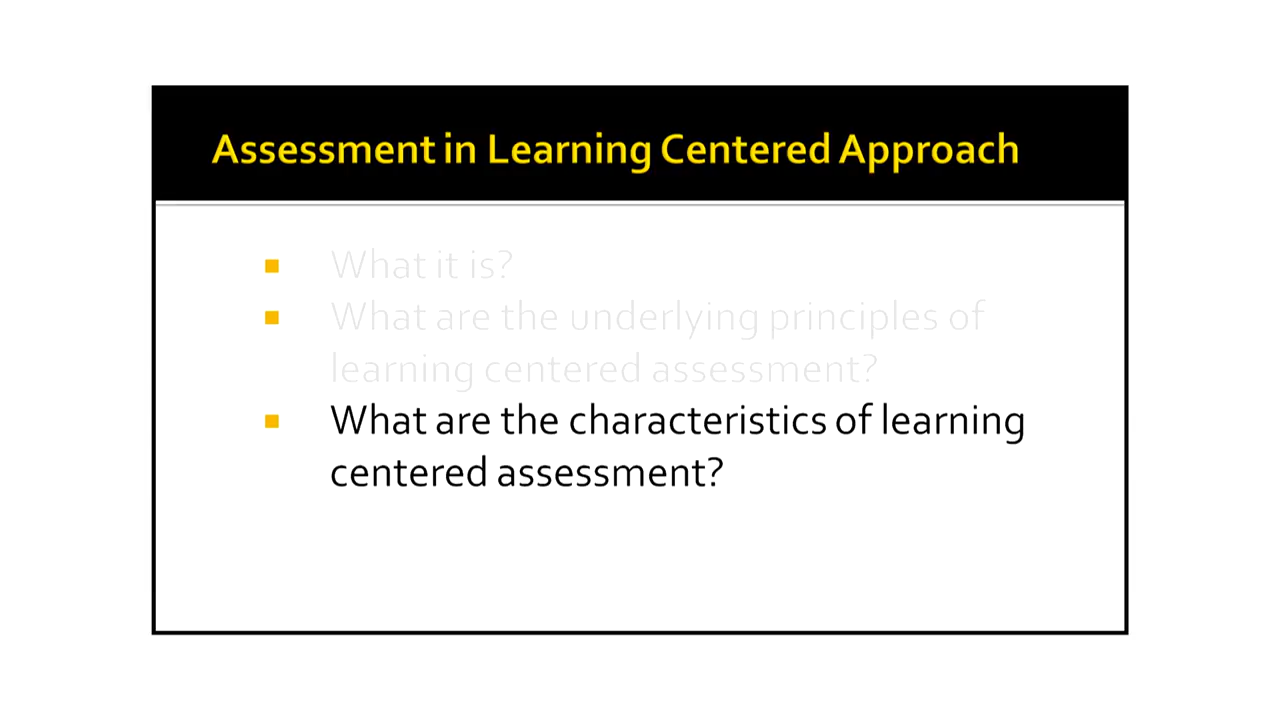 Assessment in Learning Centered Approach
What it is?
What are the underlying principles of
learning centered assessment?
What are the characteristics of learning
centered assessment?